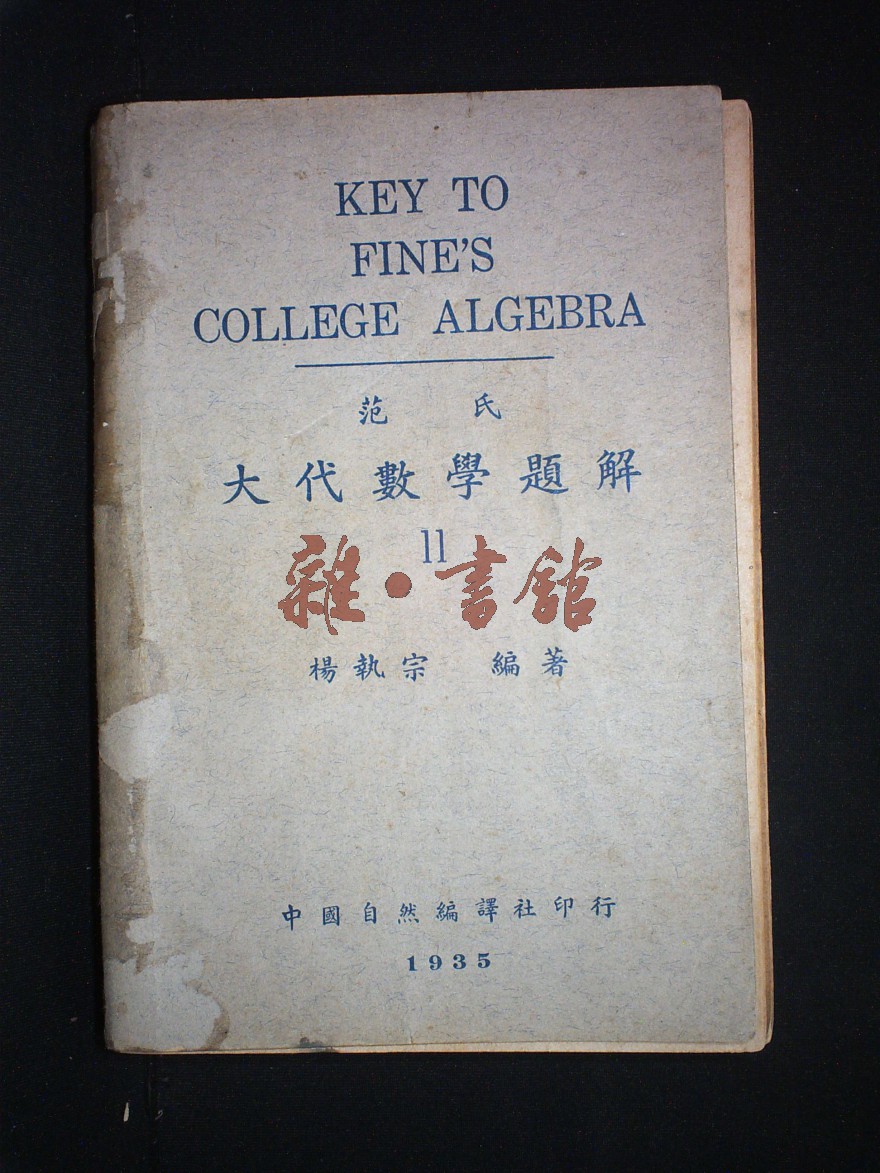 KEY TO
FINE'S
COLLEGE ALGEBRA
范 氏
大代數學題解
11
雜·書館
楊執宗 編著
中國自然編譯社印行
1935